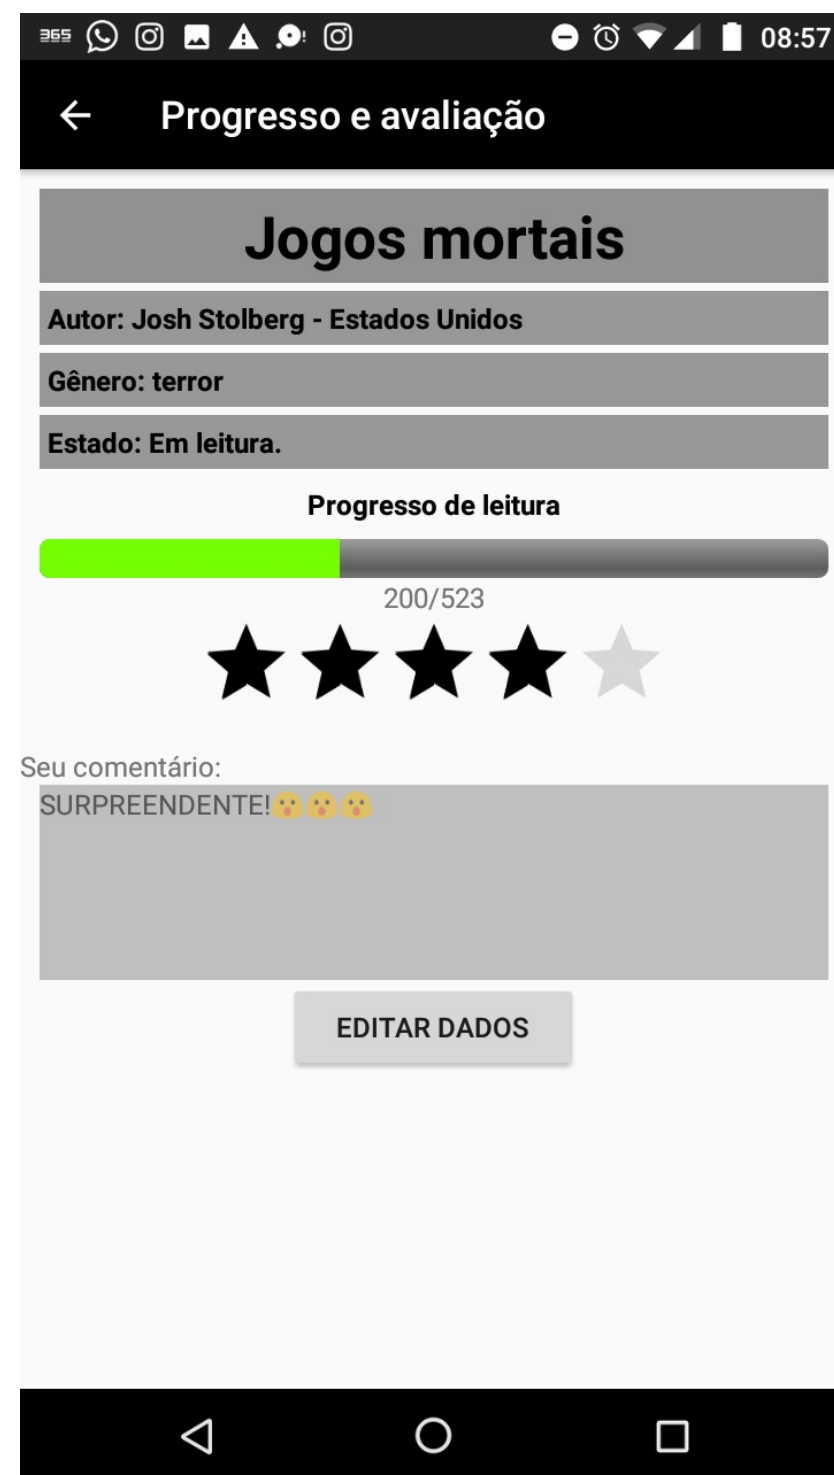 365 08:57
Progresso e avaliação
Jogos mortais
Autor: Josh Stolberg - Estados Unidos
Gênero: terror
Estado: Em leitura.
Progresso de leitura
200/523
Seu comentário:
SURPREENDENTE!😮😮😮
EDITAR DADOS